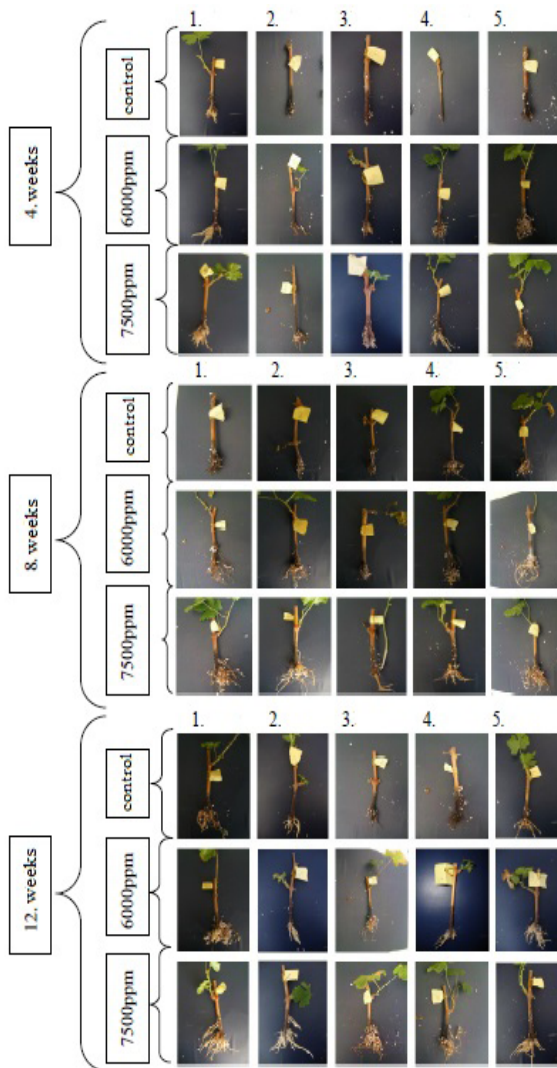 1. 2. 3. 4. 5.
control
4. weeks
6000ppm
7500ppm
1. 2. 3. 4. 5.
control
8. weeks
6000ppm
7500ppm
1. 2. 3. 4. 5.
control
12. weeks
6000ppm
7500ppm